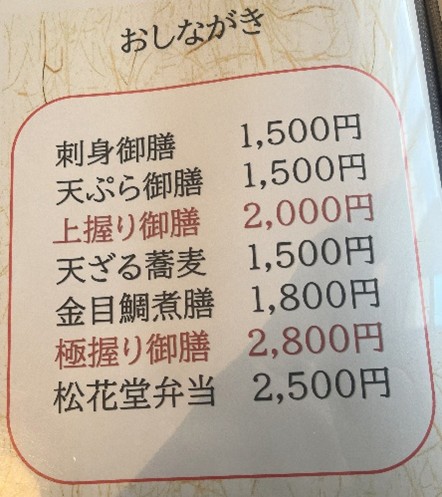 おしながき
刺身御膳 1,500円
天ぷら御膳 1,500円
上握り御膳 2,000円
天ざる蕎麦 1,500円
金目鯛煮膳 1,800円
極握り御膳 2,800円
松花堂弁当 2,500円